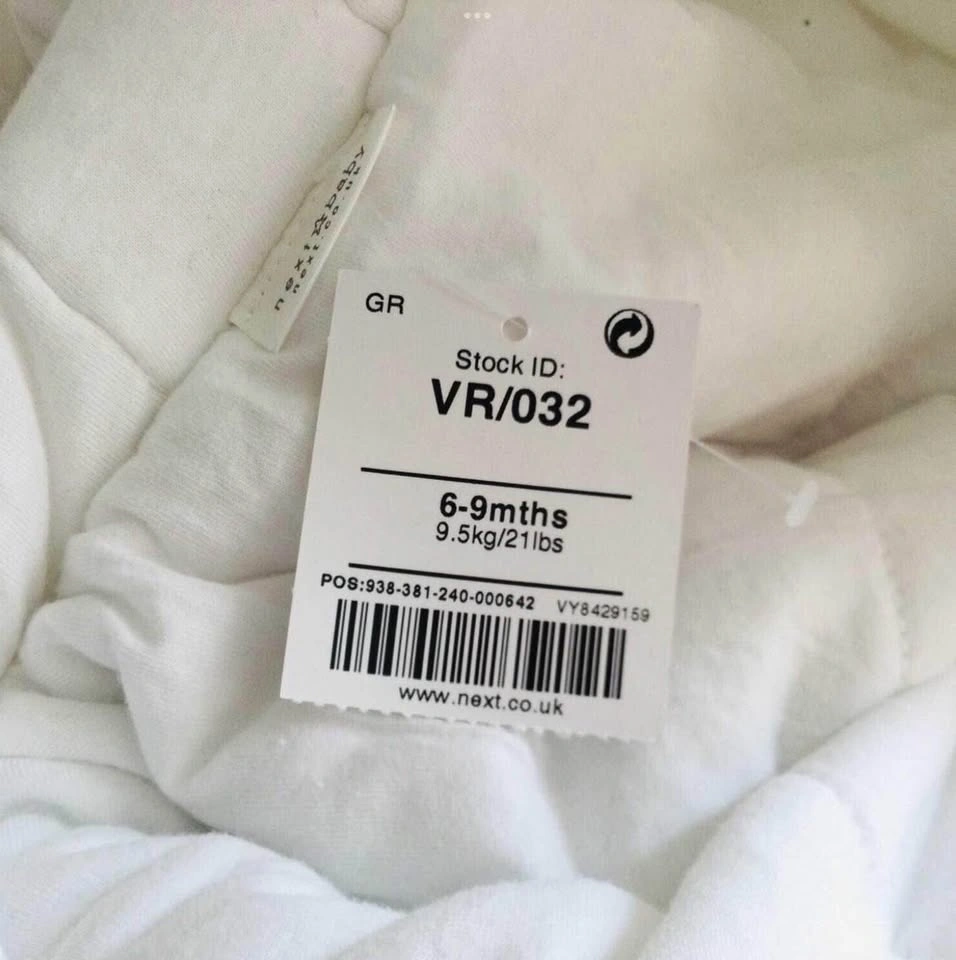 GR
Stock ID:
VR/032
6-9mths
9.5kg/21lbs
POS:938-381-240-000642 VY8429159
www.next.co.uk